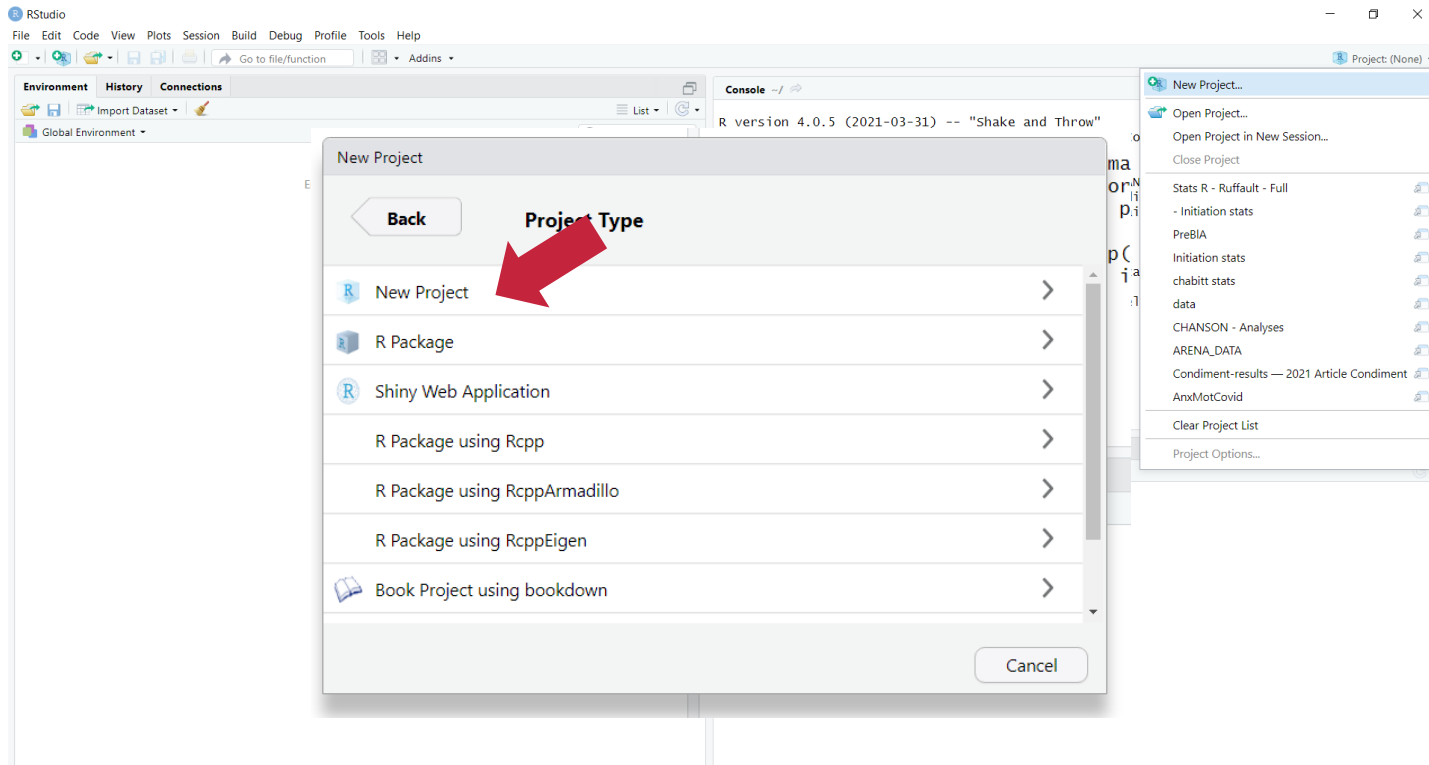 RStudio
File Edit Code View Plots Session Build Debug Profile Tools Help
Go to file/function Addins Project: (None)
Environment History Connections
Import Dataset List
Global Environment
Console ~/
R version 4.0.5 (2021-03-31) -- "Shake and Throw"
New Project...
Open Project...
Open Project in New Session...
Close Project
Stats R - Ruffault - Full
- Initiation stats
PreBIA
Initiation stats
chabitt stats
data
CHANSON - Analyses
ARENA_DATA
Condiment-results — 2021 Article Condiment
AnxMotCovid
Clear Project List
Project Options...
New Project
Back
Project Type
New Project
R Package
Shiny Web Application
R Package using Rcpp
R Package using RcppArmadillo
R Package using RcppEigen
Book Project using bookdown
Cancel